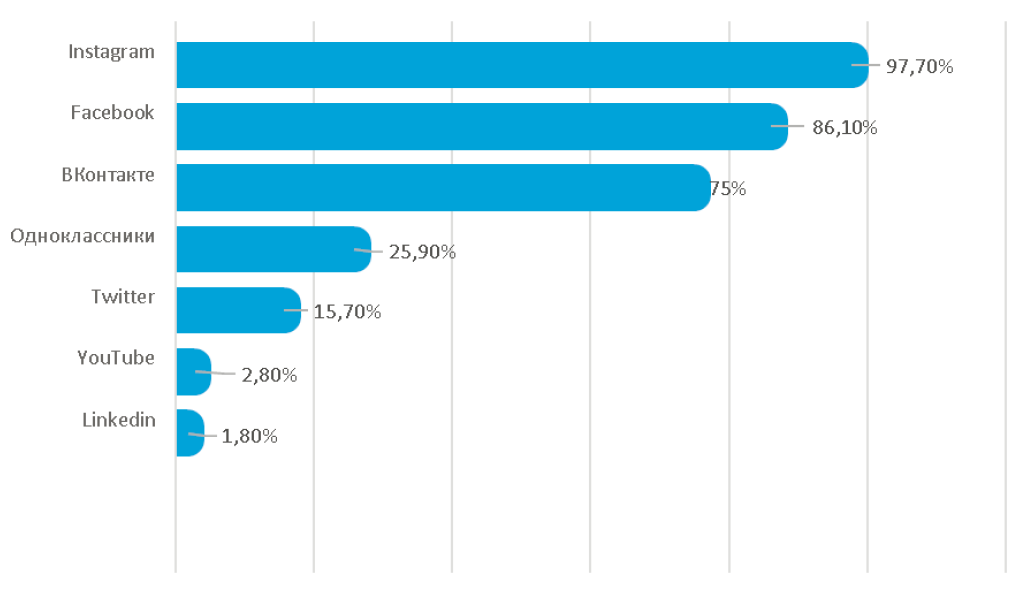 Instagram
97,70%
Facebook
86,10%
ВКонтакте
75%
Одноклассники
25,90%
Twitter
15,70%
YouTube
2,80%
Linkedin
1,80%